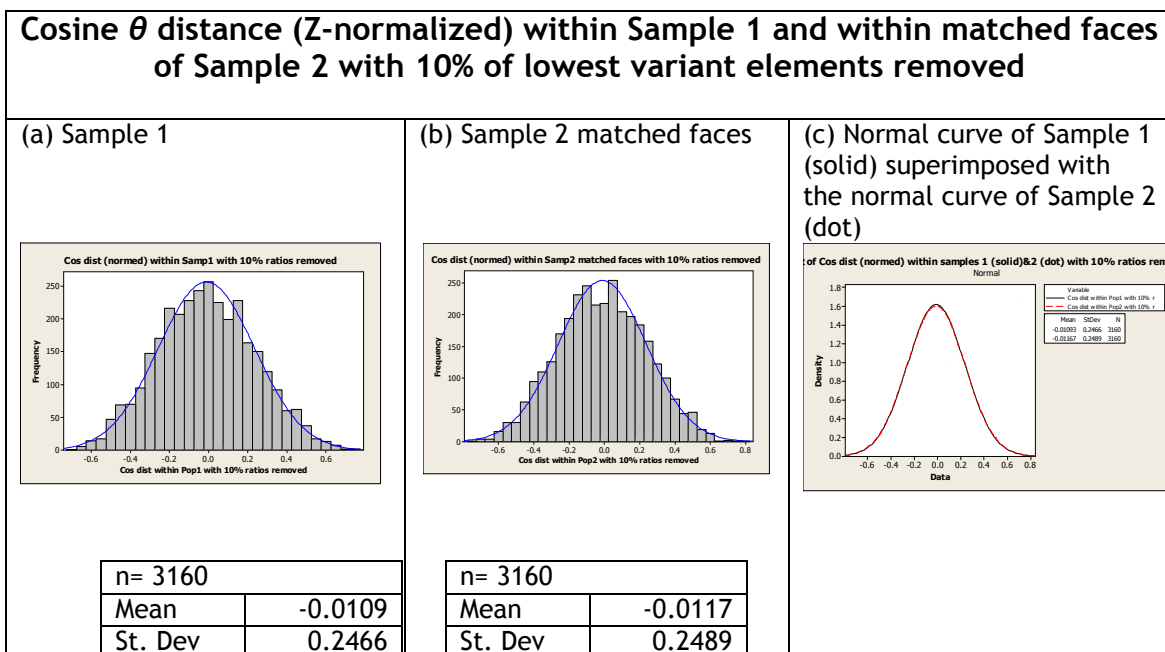 Cosine θ distance (Z-normalized) within Sample 1 and within matched faces
of Sample 2 with 10% of lowest variant elements removed
(a) Sample 1
Cos dist (normed) within Samp1 with 10% ratios removed
Frequency
250
200
150
100
50
0
-0.6 -0.4 -0.2 0.0 0.2 0.4 0.6
Cos dist within Pop1 with 10% ratios removed
n= 3160
Mean -0.0109
St. Dev 0.2466
(b) Sample 2 matched faces
Cos dist (normed) within Samp2 matched faces with 10% ratios removed
Frequency
250
200
150
100
50
0
-0.6 -0.4 -0.2 0.0 0.2 0.4 0.6 0.8
Cos dist within Pop2 with 10% ratios removed
n= 3160
Mean -0.0117
St. Dev 0.2489
(c) Normal curve of Sample 1
(solid) superimposed with
the normal curve of Sample 2
(dot)
t of Cos dist (normed) within samples 1 (solid)&2 (dot) with 10% ratios rem
Normal
Density
1.8
1.6
1.4
1.2
1.0
0.8
0.6
0.4
0.2
0.0
-0.6 -0.4 -0.2 0.0 0.2 0.4 0.6 0.8
Data
Variable
Cos dist within Pop1 with 10% r
Cos dist within Pop2 with 10% r
Mean StDev N
-0.01093 0.2466 3160
-0.01167 0.2489 3160